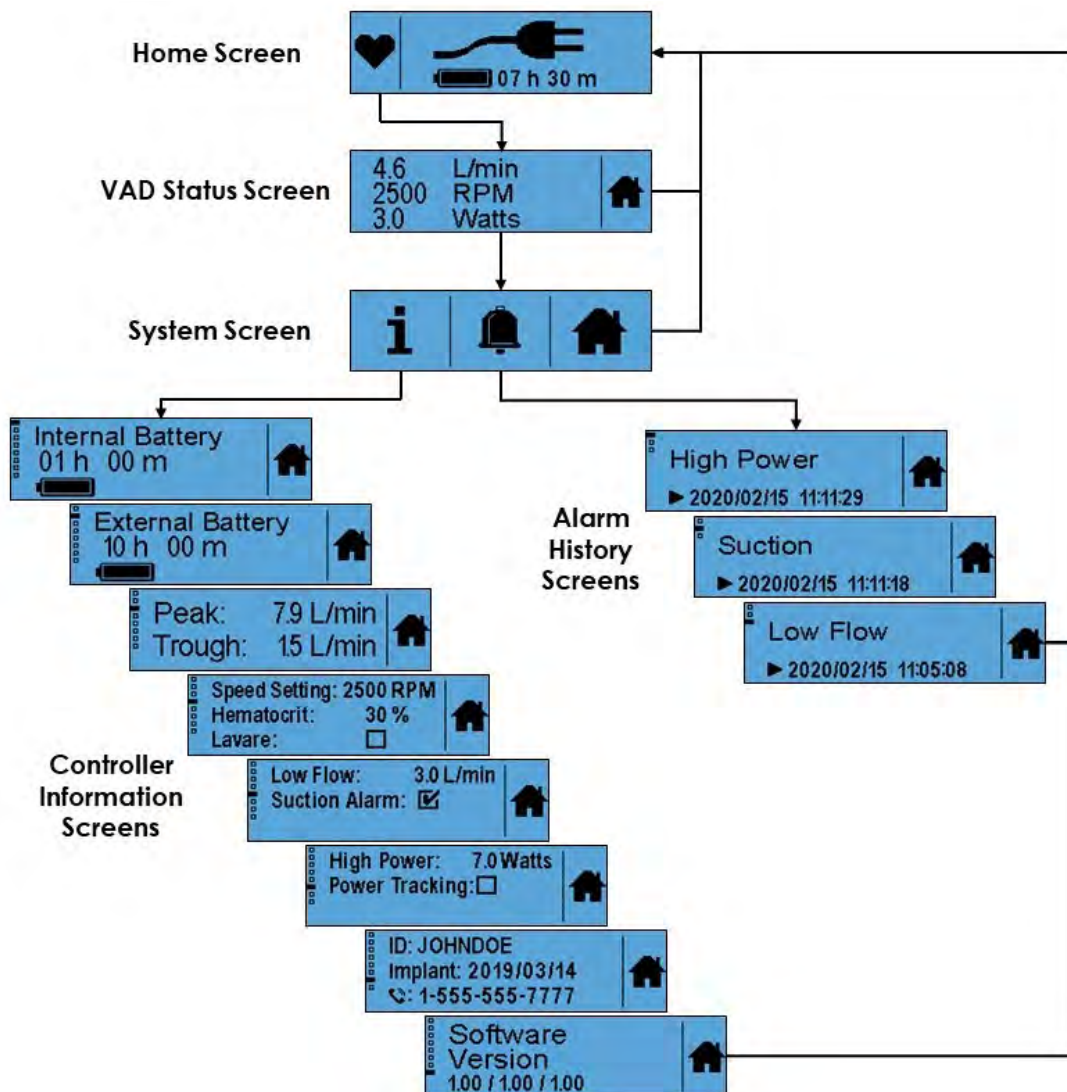 Home Screen
07 h 30 m
VAD Status Screen
4.6 L/min
2500 RPM
3.0 Watts
System Screen
i
Internal Battery
01 h 00 m
External Battery
10 h 00 m
Peak: 7.9 L/min
Trough: 1.5 L/min
Speed Setting: 2500 RPM
Hematocrit: 30 %
Lavare:
Low Flow: 3.0 L/min
Suction Alarm:
High Power: 7.0 Watts
Power Tracking:
ID: JOHNDOE
Implant: 2019/03/14
: 1-555-555-7777
Software
Version
1.00 / 1.00 / 1.00
Controller
Information
Screens
Alarm
History
Screens
High Power
2020/02/15 11:11:29
Suction
2020/02/15 11:11:18
Low Flow
2020/02/15 11:05:08